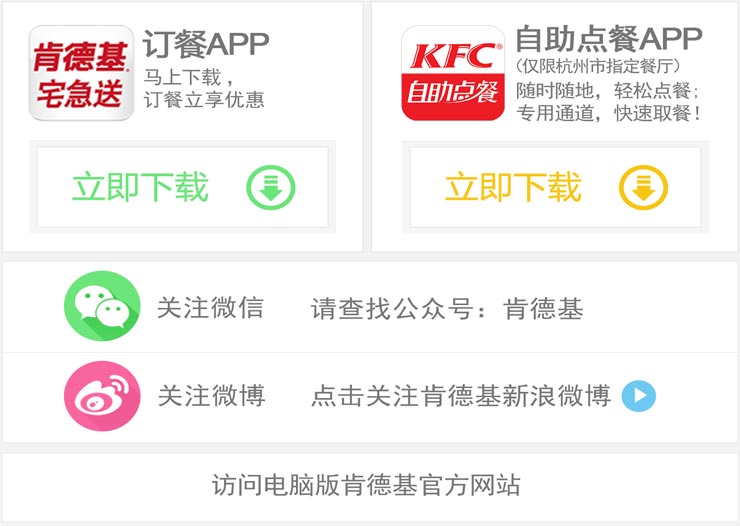 肯德基
宅急送
订餐APP
马上下载，
订餐立享优惠
立即下载
KFC®
自助点餐
自助点餐APP
(仅限杭州市指定餐厅)
随时随地，轻松点餐;
专用通道，快速取餐！
立即下载
关注微信 请查找公众号：肯德基
关注微博 点击关注肯德基新浪微博
访问电脑版肯德基官方网站